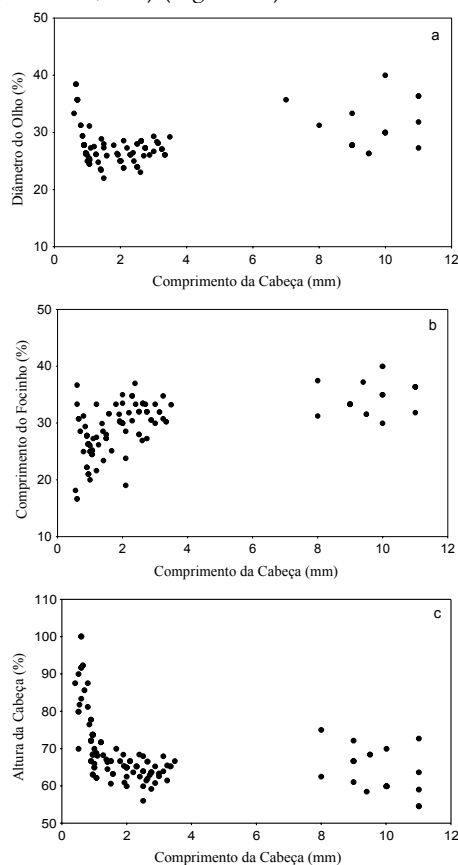 50
a
40
30
20
10
0 2 4 6 8 10 12
Diâmetro do Olho (%)
Comprimento da Cabeça (mm)
50
b
40
30
20
10
0 2 4 6 8 10 12
Comprimento do Focinho (%)
Comprimento da Cabeça (mm)
110
c
100
90
80
70
60
50
0 2 4 6 8 10 12
Altura da Cabeça (%)
Comprimento da Cabeça (mm)